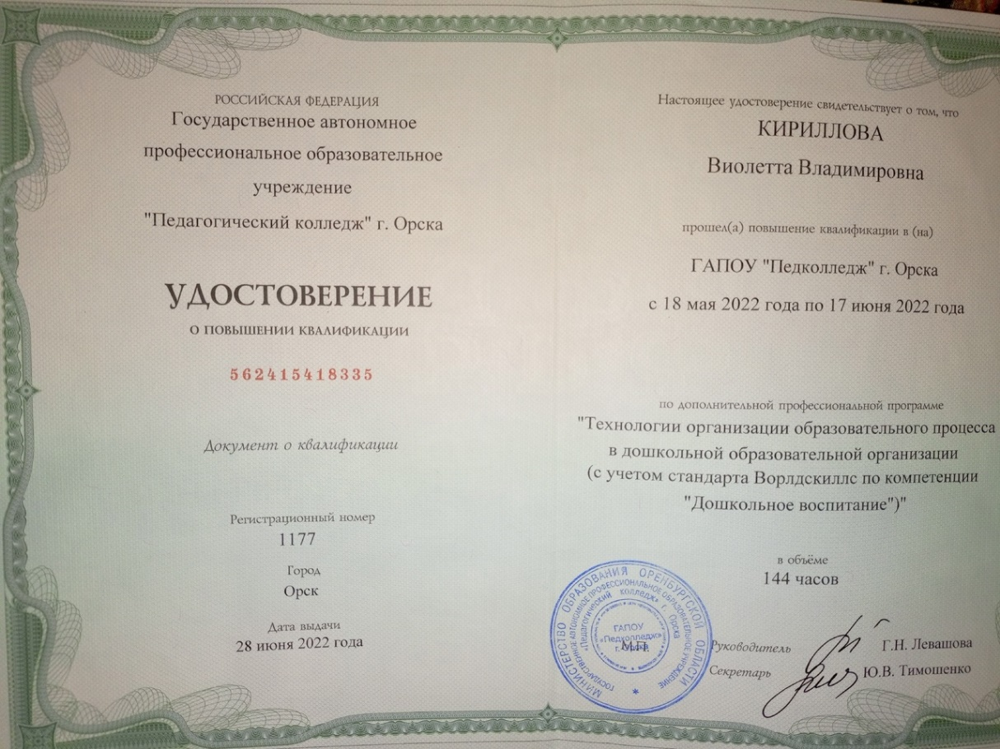 РОССИЙСКАЯ ФЕДЕРАЦИЯ
Государственное автономное
профессиональное образовательное
учреждение
"Педагогический колледж" г. Орска
УДОСТОВЕРЕНИЕ
О ПОВЫШЕНИИ КВАЛИФИКАЦИИ
562415418335
Документ о квалификации
Регистрационный номер
1177
Город
Орск
Дата выдачи
28 июня 2022 года
Настоящее удостоверение свидетельствует о том, что
КИРИЛЛОВА
Виолетта Владимировна
прошел(а) повышение квалификации в (на)
ГАПОУ "Педколледж" г. Орска
с 18 мая 2022 года по 17 июня 2022 года
по дополнительной профессиональной программе
"Технологии организации образовательного процесса
в дошкольной образовательной организации
(с учетом стандарта Ворлдскиллс по компетенции
"Дошкольное воспитание")"
в объёме
144 часов
МИНИСТЕРСТВО ОБРАЗОВАНИЯ ОРЕНБУРГСКОЙ ОБЛАСТИ
ГОСУДАРСТВЕННОЕ АВТОНОМНОЕ ПРОФЕССИОНАЛЬНОЕ ОБРАЗОВАТЕЛЬНОЕ УЧРЕЖДЕНИЕ
«Педагогический колледж» г. Орска
ГАПОУ
«Педколледж»
г. Орска
М.П.
Руководитель Г.Н. Левашова
Секретарь Ю.В. Тимошенко